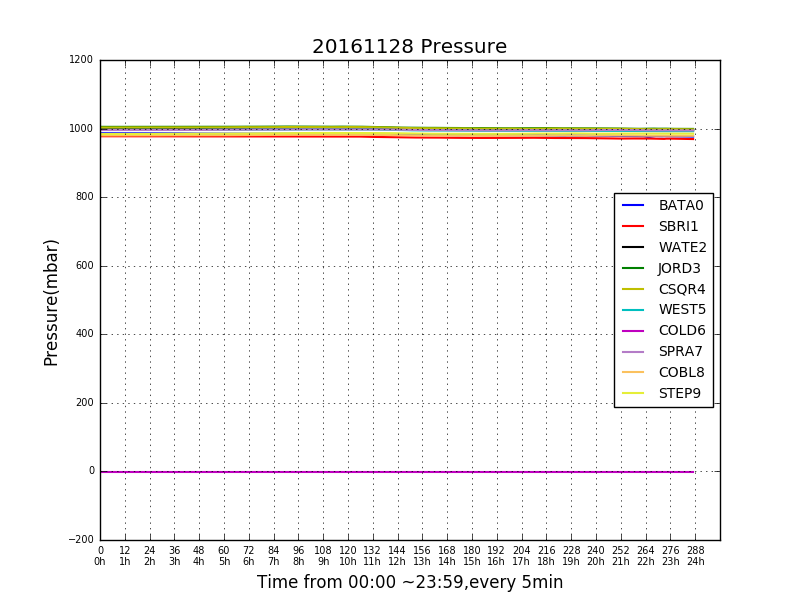 20161128 Pressure
1200
1000
800
600
400
200
0
−200
Pressure(mbar)
BATA0
SBRI1
WATE2
JORD3
CSQR4
WEST5
COLD6
SPRA7
COBL8
STEP9
0 12 24 36 48 60 72 84 96 108 120 132 144 156 168 180 192 204 216 228 240 252 264 276 288
0h 1h 2h 3h 4h 5h 6h 7h 8h 9h 10h 11h 12h 13h 14h 15h 16h 17h 18h 19h 20h 21h 22h 23h 24h
Time from 00:00 ~23:59,every 5min